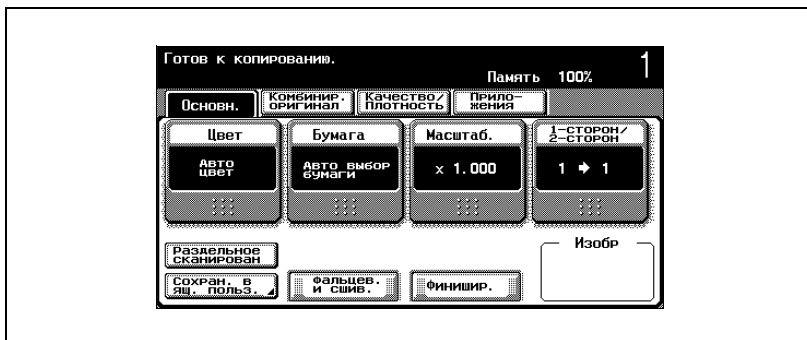 Готов к копированию.
1
Память 100%
Основн.
Комбинир.
оригинал
Качество/
Плотность
Прило-
жения
Цвет
Бумага
Масштаб.
1-СТОРОН/
2-СТОРОН
Авто
цвет
Авто выбор
бумаги
× 1.000
1 → 1
Раздельное
сканирован
Изобр
Сохран. в
ящ. польз.
Фальцев.
и сшив.
Финишир.